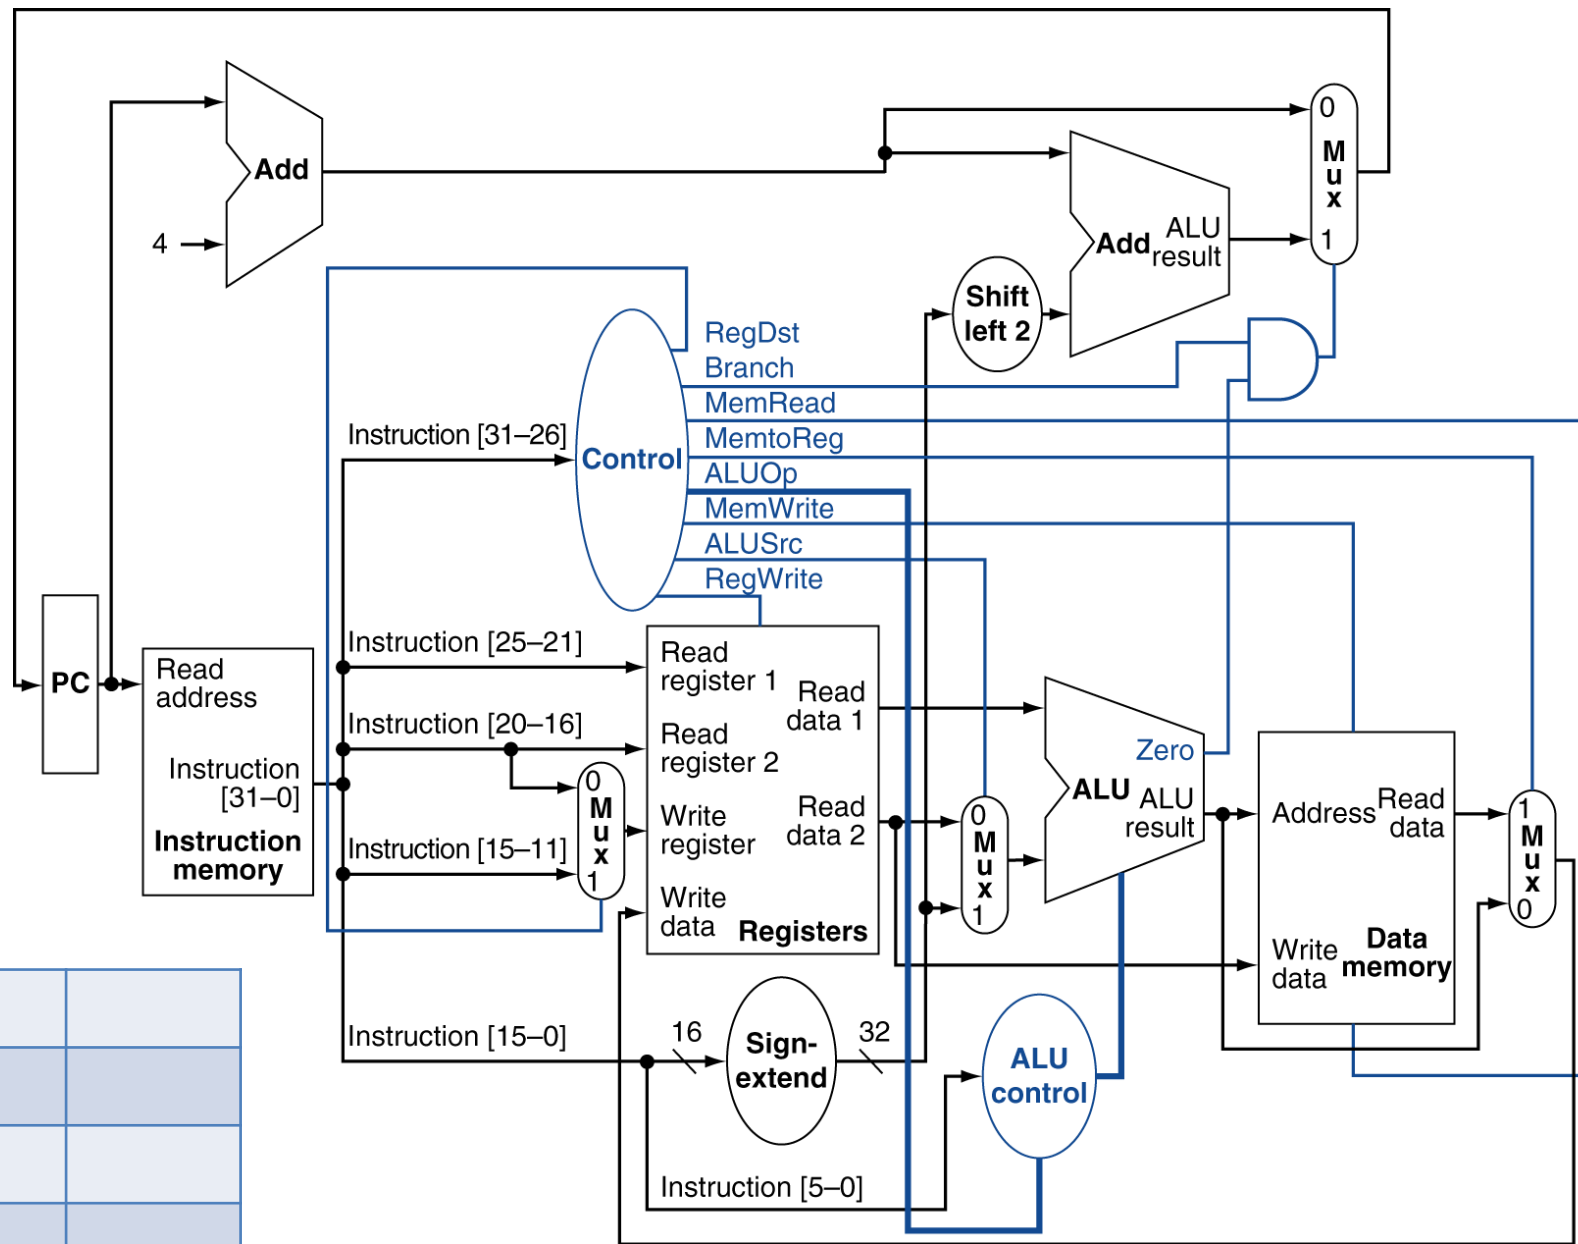 Add
4
0
M
u
x
1
Add
ALU
result
Shift
left 2
RegDst
Branch
MemRead
MemtoReg
ALUOp
MemWrite
ALUSrc
RegWrite
Control
Instruction [31–26]
PC
Read
address
Instruction
[31–0]
Instruction
memory
Instruction [25–21]
Instruction [20–16]
Instruction [15–11]
0
M
u
x
1
Read
register 1
Read
register 2
Write
register
Write
data
Read
data 1
Read
data 2
Registers
0
M
u
x
1
Zero
ALU
ALU
result
Address
Read
data
Write
data
Data
memory
1
M
u
x
0
Instruction [15–0]
16
Sign-
extend
32
ALU
control
Instruction [5–0]